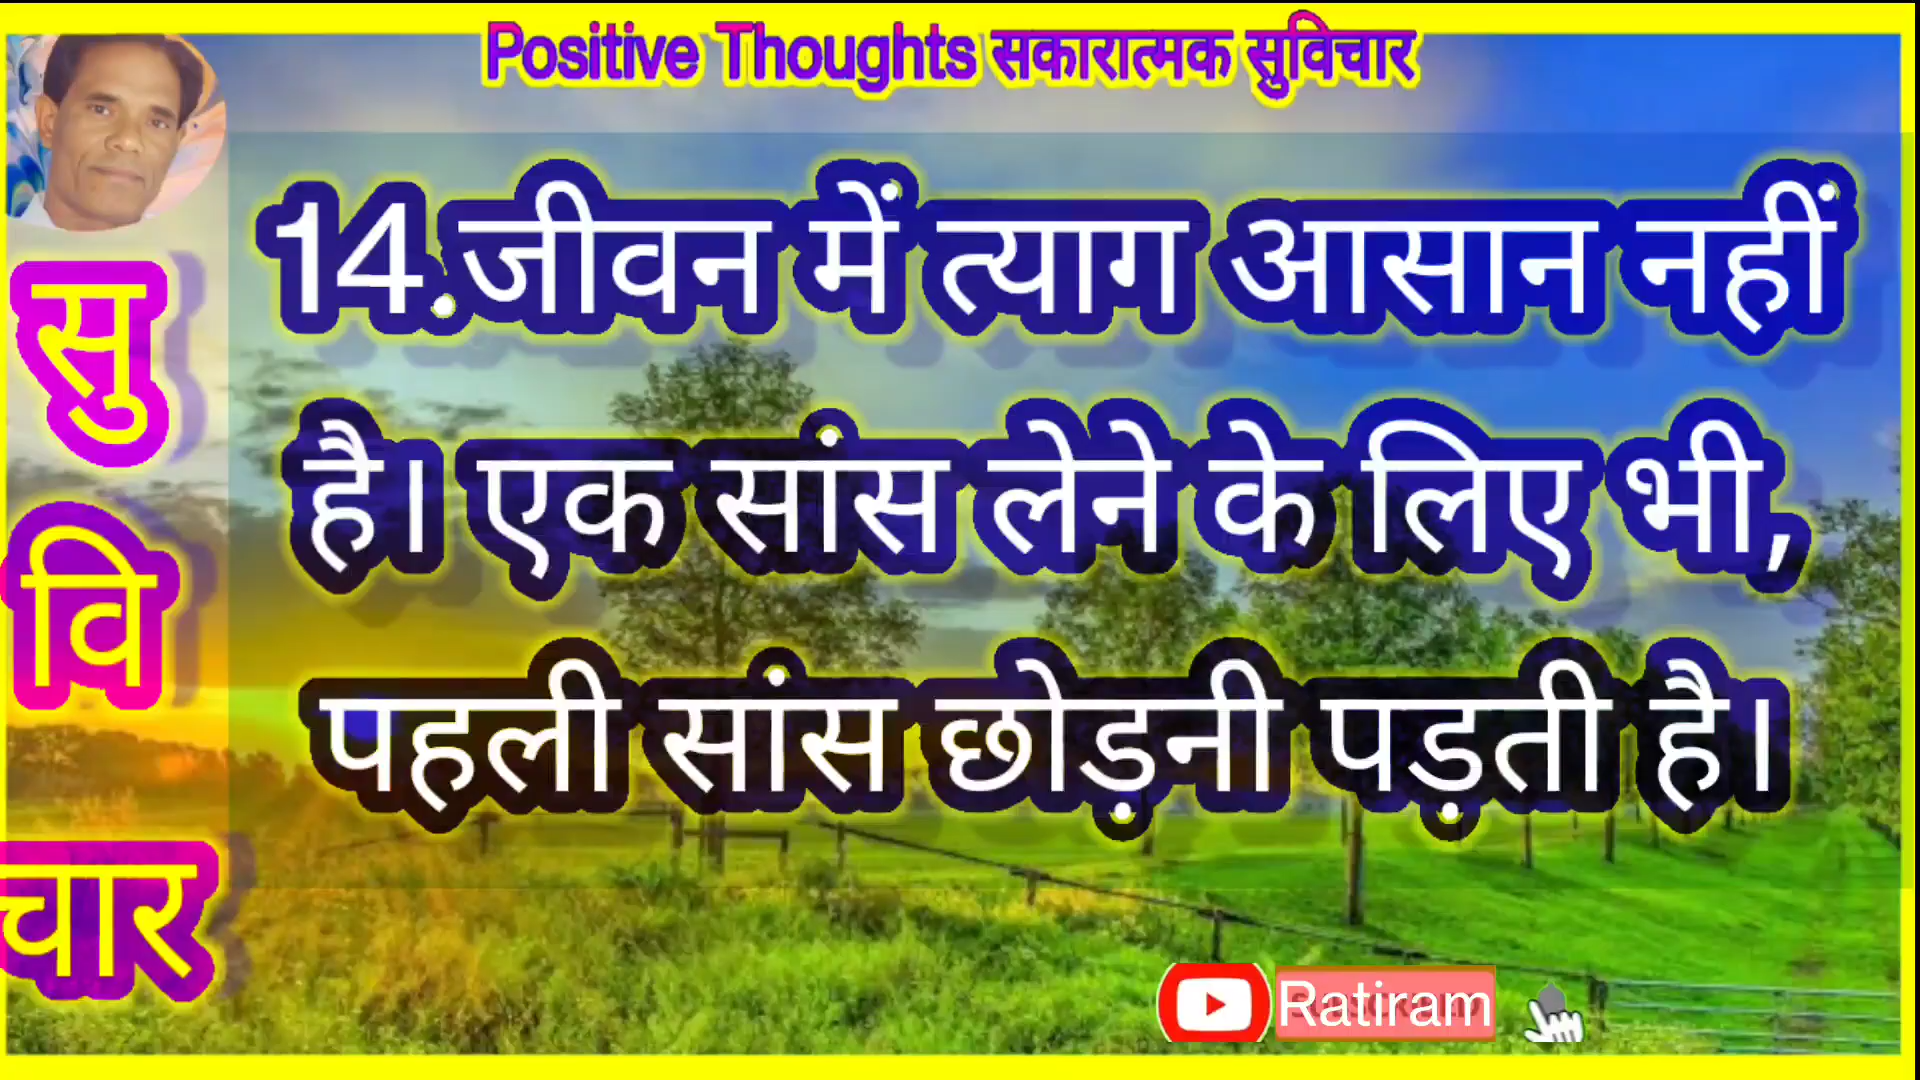 Positive Thoughts सकारात्मक सुविचार
सु
वि
चार
14.जीवन में त्याग आसान नहीं
है। एक सांस लेने के लिए भी,
पहली सांस छोड़नी पड़ती है।
Ratiram